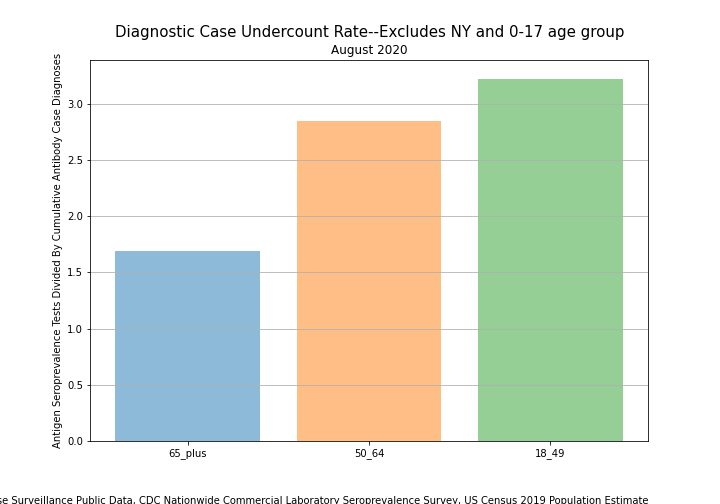 Diagnostic Case Undercount Rate--Excludes NY and 0-17 age group
August 2020
Antigen Seroprevalence Tests Divided By Cumulative Antibody Case Diagnoses
3.0
2.5
2.0
1.5
1.0
0.5
0.0
65_plus 50_64 18_49
Surveillance Public Data, CDC Nationwide Commercial Laboratory Seroprevalence Survey, US Census 2019 Population Estimate